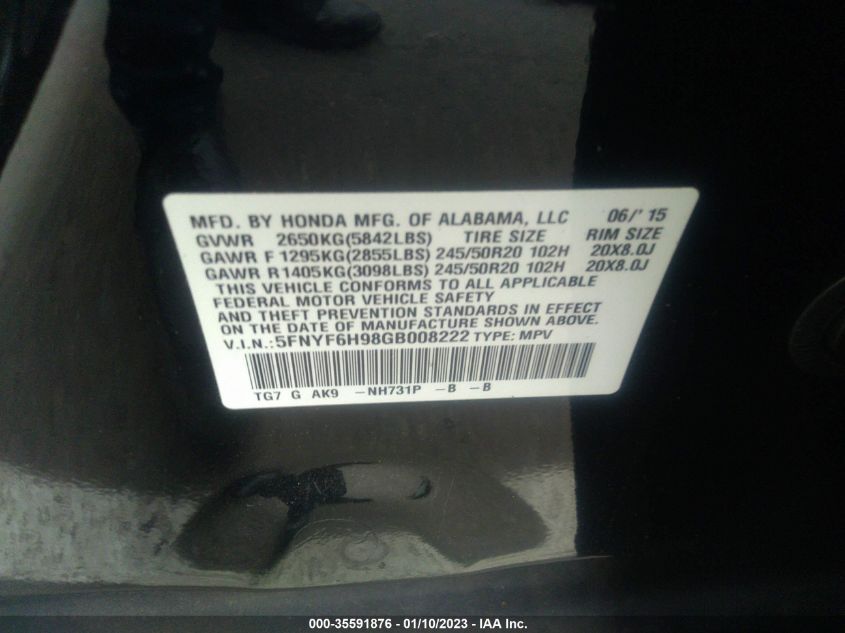 MFD. BY HONDA MFG. OF ALABAMA, LLC 06/' 15
GVWR 2650KG(5842LBS) TIRE SIZE RIM SIZE
GAWR F 1295KG(2855LBS) 245/50R20 102H 20X8.0J
GAWR R1405KG(3098LBS) 245/50R20 102H 20X8.0J
THIS VEHICLE CONFORMS TO ALL APPLICABLE
FEDERAL MOTOR VEHICLE SAFETY
AND THEFT PREVENTION STANDARDS IN EFFECT
ON THE DATE OF MANUFACTURE SHOWN ABOVE.
V.I.N.:5FNYF6H98GB008222 TYPE: MPV
TG7 G AK9 -NH731P -B -B
000-35591876 / 01/10/2023 - IAA Inc.